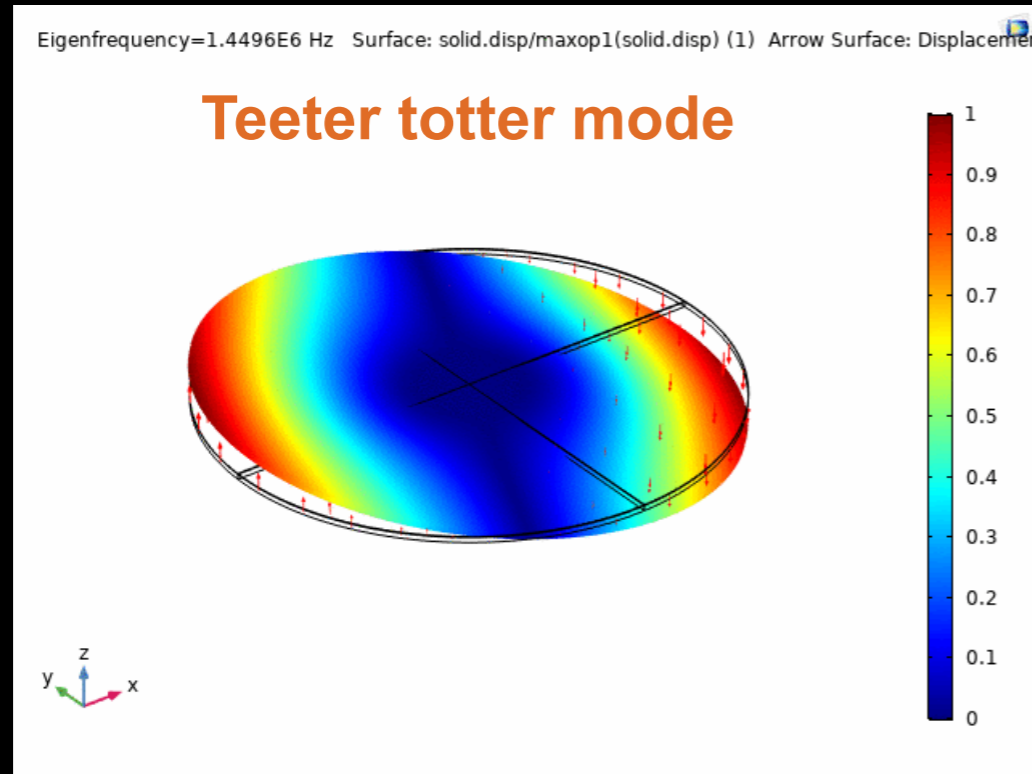 Eigenfrequency=1.4496E6 Hz Surface: solid.disp/maxop1(solid.disp) (1) Arrow Surface:
Teeter totter mode
1
0.9
0.8
0.7
0.6
0.5
0.4
0.3
0.2
0.1
0
z
y
x